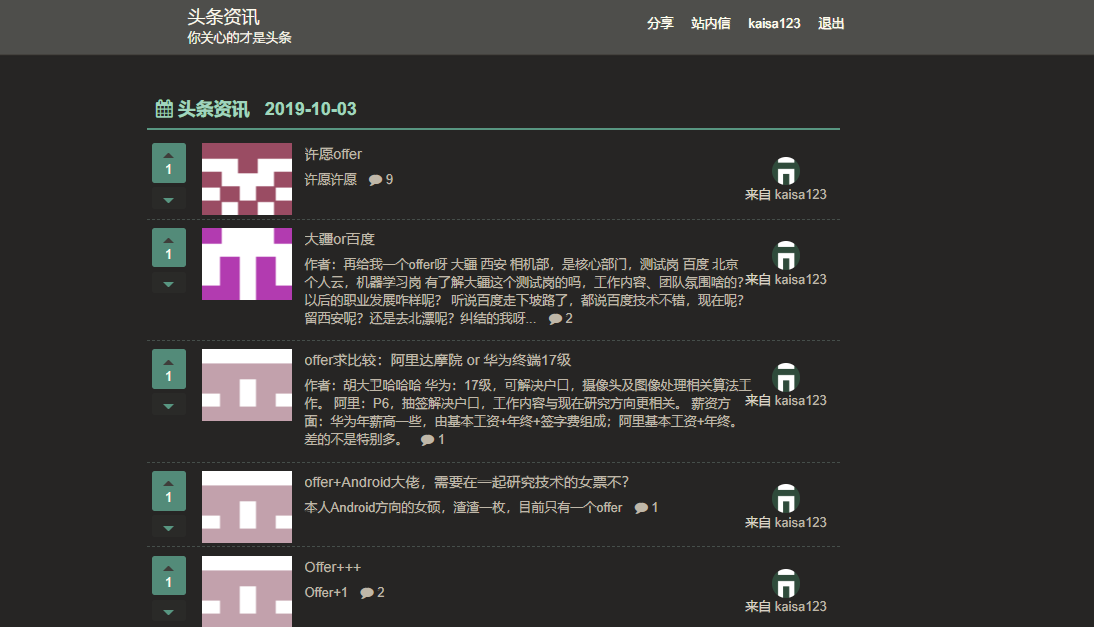 头条资讯
你关心的才是头条
分享 站内信 kaisa123 退出
头条资讯 2019-10-03
1
许愿offer
许愿许愿 9
来自 kaisa123
1
大疆or百度
作者：再给我一个offer呀 大疆 西安 相机部，是核心部门，测试岗 百度 北京
个人云，机器学习岗 有了解大疆这个测试岗的吗，工作内容、团队氛围啥的?
以后的职业发展咋样呢？ 听说百度走下坡路了，都说百度技术不错，现在呢?
留西安呢？还是去北漂呢？纠结的我呀... 2
来自 kaisa123
1
offer求比较：阿里达摩院 or 华为终端17级
作者：胡大卫哈哈哈 华为：17级，可解决户口，摄像头及图像处理相关算法工
作。 阿里：P6，抽签解决户口，工作内容与现在研究方向更相关。 薪资方
面：华为年薪高一些，由基本工资+年终+签字费组成；阿里基本工资+年终。
差的不是特别多。 1
来自 kaisa123
1
offer+Android大佬，需要在一起研究技术的女票不?
本人Android方向的女硕，渣渣一枚，目前只有一个offer 1
来自 kaisa123
1
Offer+++
Offer+1 2
来自 kaisa123